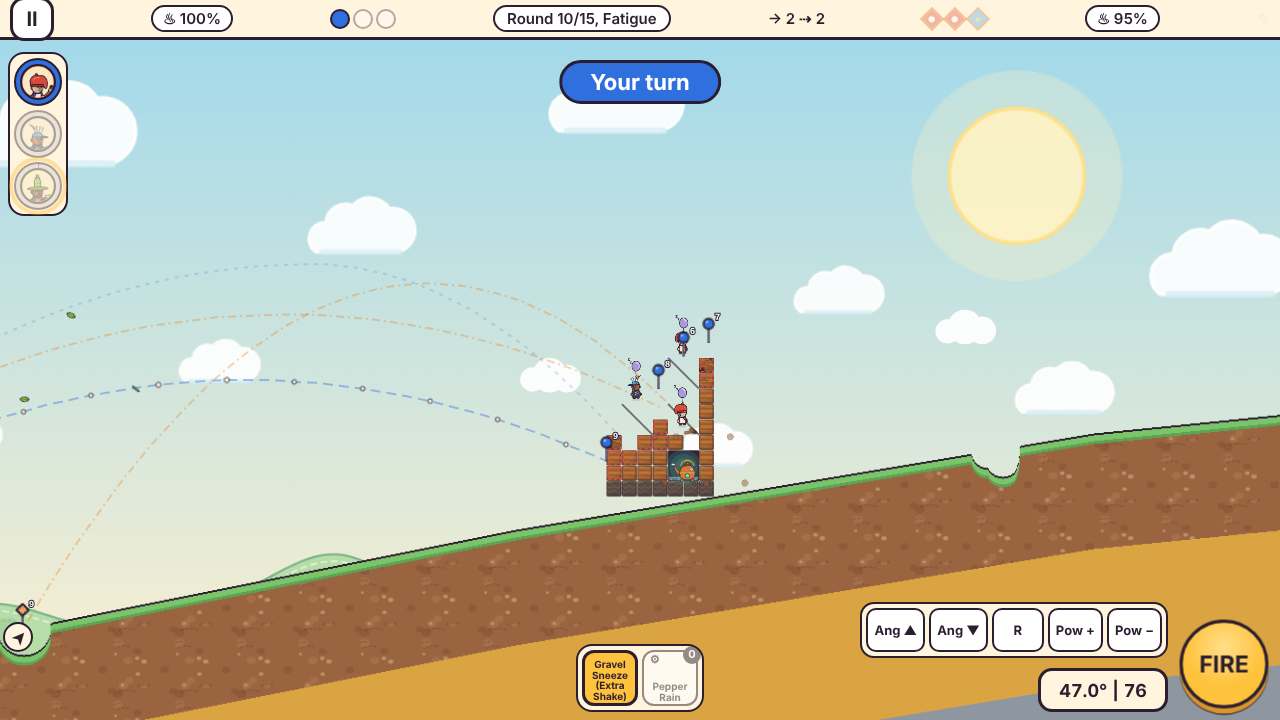 ♨ 100%
Round 10/15, Fatigue
→ 2 ⇢ 2
♨ 95%
Your turn
7
6
8
9
0
Gravel
Sneeze
(Extra
Shake)
0
Pepper
Rain
Ang ▲
Ang ▼
R
Pow +
Pow −
47.0° | 76
FIRE